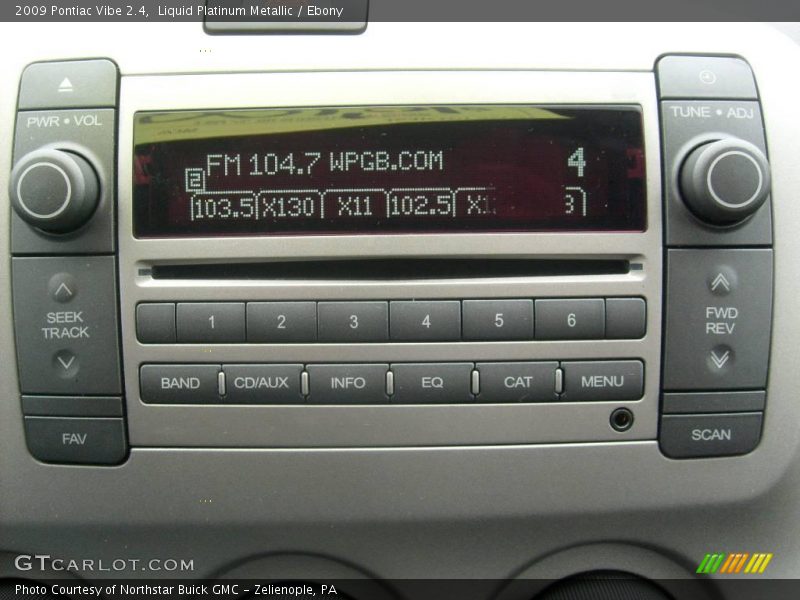 2009 Pontiac Vibe 2.4,  Liquid Platinum Metallic / Ebony
PWR • VOL
TUNE • ADJ
FM 104.7 WPGB.COM 4
103.5 X130 X11 102.5
SEEK
TRACK
FWD
REV
1 2 3 4 5 6
BAND CD/AUX INFO EQ CAT MENU
FAV
SCAN
GTCARLOT.COM
Photo Courtesy of Northstar Buick GMC – Zelienople, PA